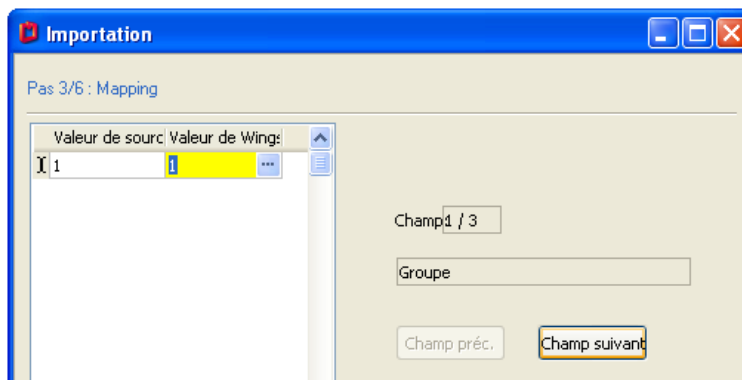 Importation
Pas 3/6 : Mapping
Valeur de sourc Valeur de Wings
1 1 ...
Champ 1 / 3
Groupe
Champ préc. Champ suivant